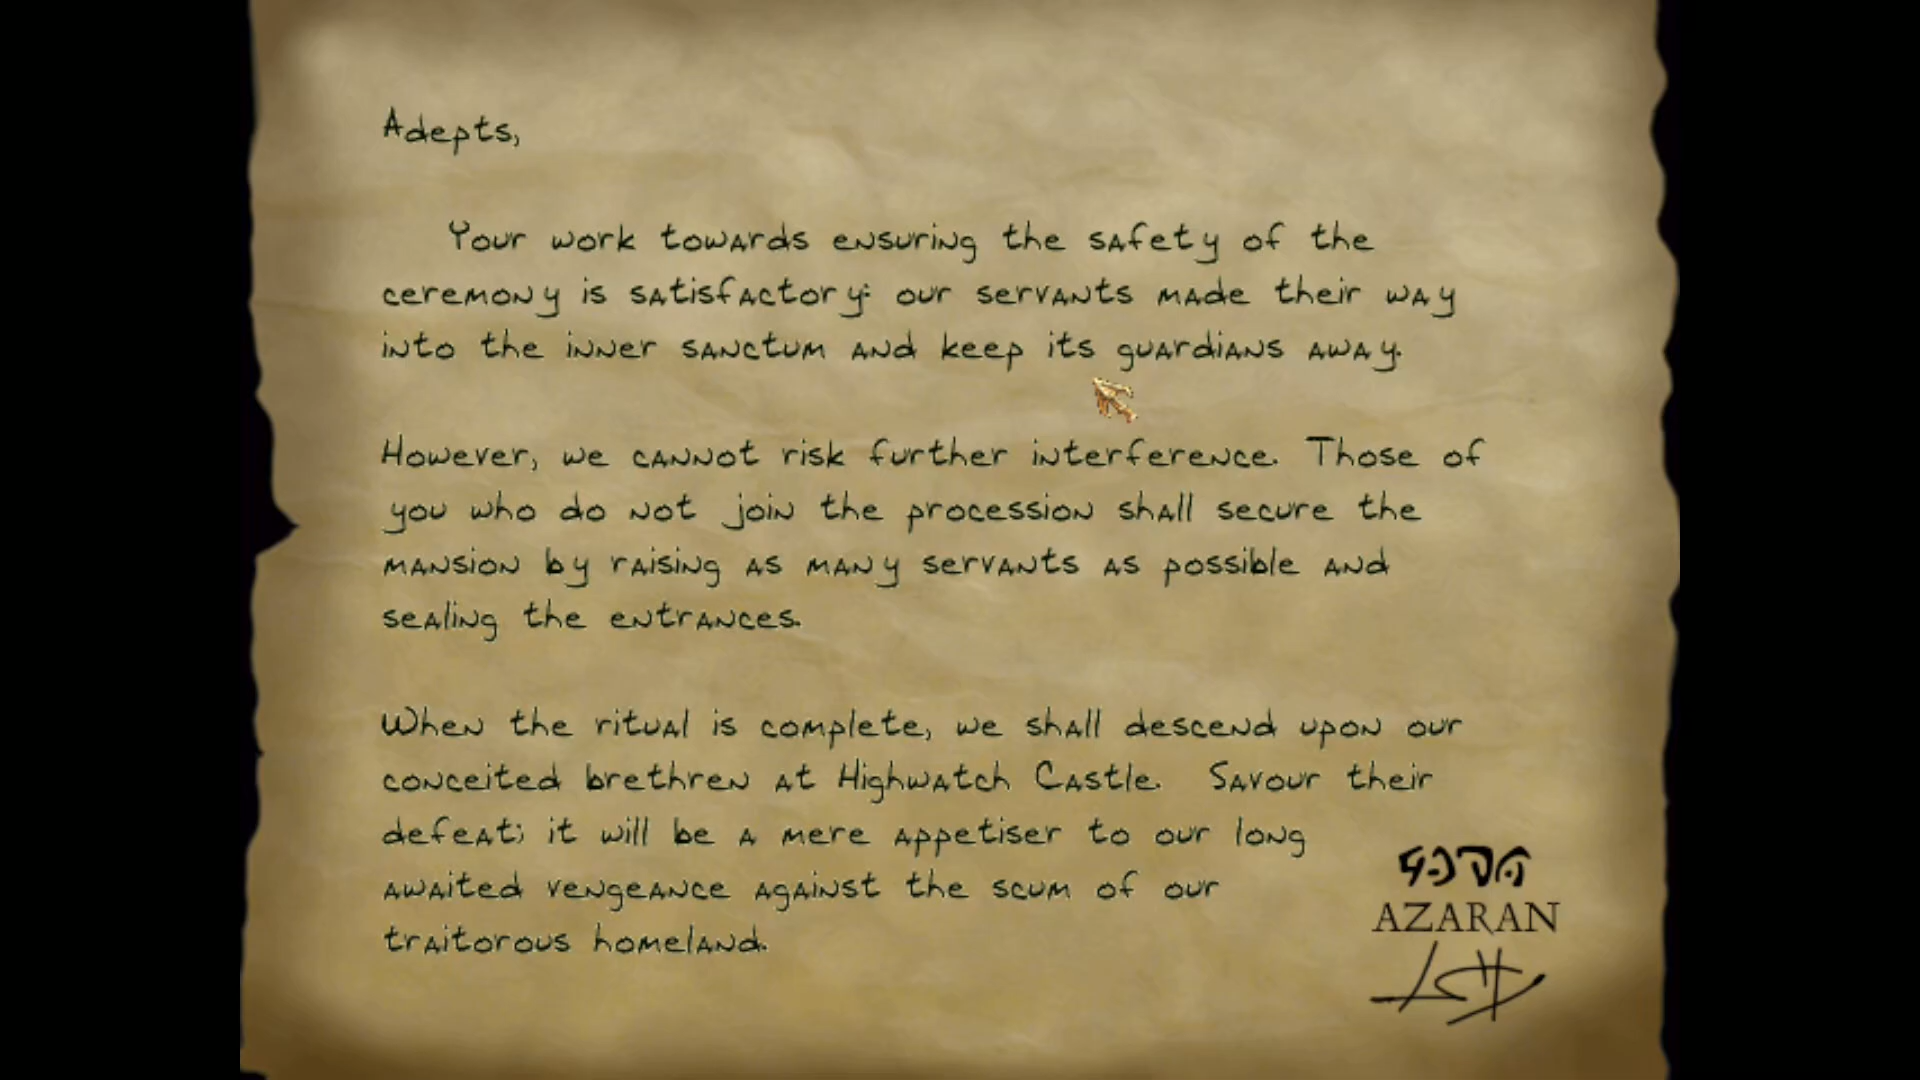 Adepts,
Your work towards ensuring the safety of the
ceremony is satisfactory: our servants made their way
into the inner sanctum and keep its guardians away.
However, we cannot risk further interference. Those of
you who do not join the procession shall secure the
mansion by raising as many servants as possible and
sealing the entrances.
When the ritual is complete, we shall descend upon our
conceited brethren at Highwatch Castle. Savour their
defeat; it will be a mere appetiser to our long
awaited vengeance against the scum of our
traitorous homeland.
AZARAN